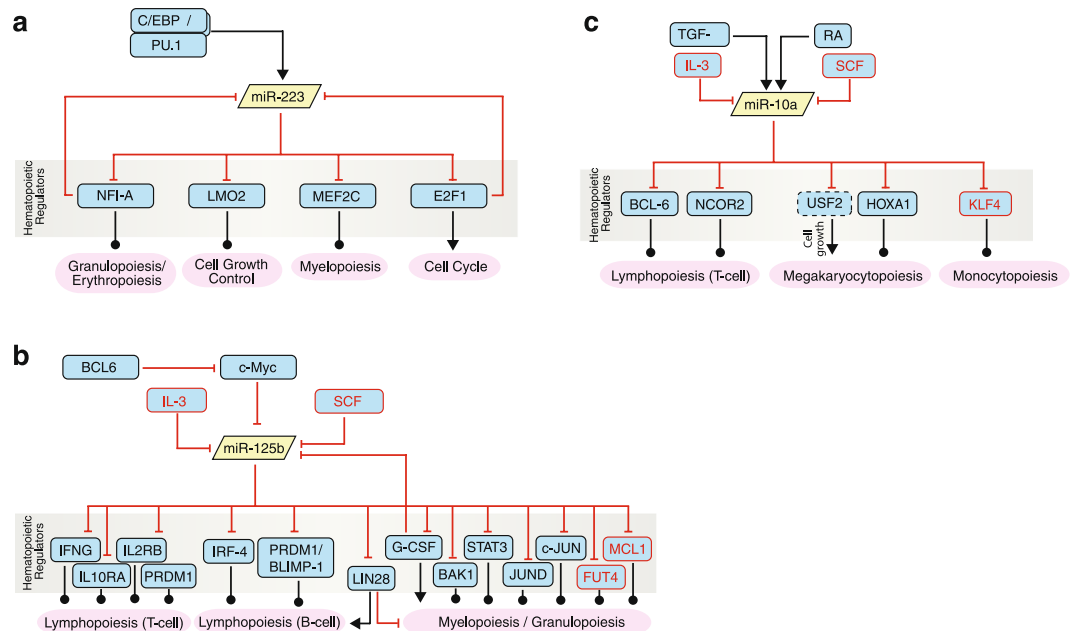 a
C/EBP /
PU.1
miR-223
Hematopoietic
Regulators
NFI-A
LMO2
MEF2C
E2F1
Granulopoiesis/
Erythropoiesis
Cell Growth
Control
Myelopoiesis
Cell Cycle
c
TGF-
RA
IL-3
SCF
miR-10a
Hematopoietic
Regulators
BCL-6
NCOR2
USF2
HOXA1
KLF4
Cell
growth
Lymphopoiesis (T-cell)
Megakaryocytopoiesis
Monocytopoiesis
b
BCL6
c-Myc
IL-3
SCF
miR-125b
Hematopoietic
Regulators
IFNG
IL10RA
IL2RB
PRDM1
IRF-4
PRDM1/
BLIMP-1
LIN28
G-CSF
BAK1
STAT3
JUND
c-JUN
FUT4
MCL1
Lymphopoiesis (T-cell)
Lymphopoiesis (B-cell)
Myelopoiesis / Granulopoiesis